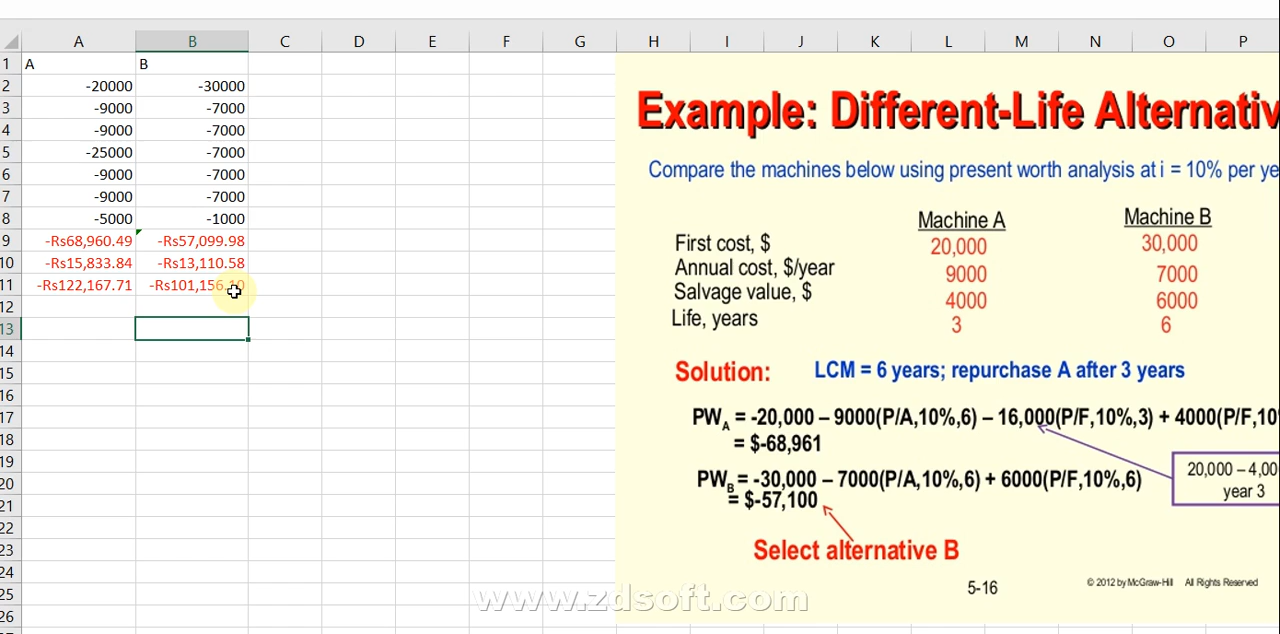 A B C D E F G H I J K L M N O P
1 A B
2 -20000 -30000
3 -9000 -7000
4 -9000 -7000
5 -25000 -7000
6 -9000 -7000
7 -9000 -7000
8 -5000 -1000
9 -Rs68,960.49 -Rs57,099.98
10 -Rs15,833.84 -Rs13,110.58
11 -Rs122,167.71 -Rs101,156.10
12
13
14
15
16
17
18
19
20
21
22
23
24
25
26
Example: Different-Life Alternativ
Compare the machines below using present worth analysis at i = 10% per ye
Machine A Machine B
First cost, $ 20,000 30,000
Annual cost, $/year 9000 7000
Salvage value, $ 4000 6000
Life, years 3 6
Solution: LCM = 6 years; repurchase A after 3 years
PWA = -20,000 – 9000(P/A,10%,6) – 16,000(P/F,10%,3) + 4000(P/F,10
= $-68,961
20,000 – 4,00
year 3
PWB = -30,000 – 7000(P/A,10%,6) + 6000(P/F,10%,6)
= $-57,100
Select alternative B
5-16
© 2012 by McGraw-Hill All Rights Reserved
www.zdsoft.com